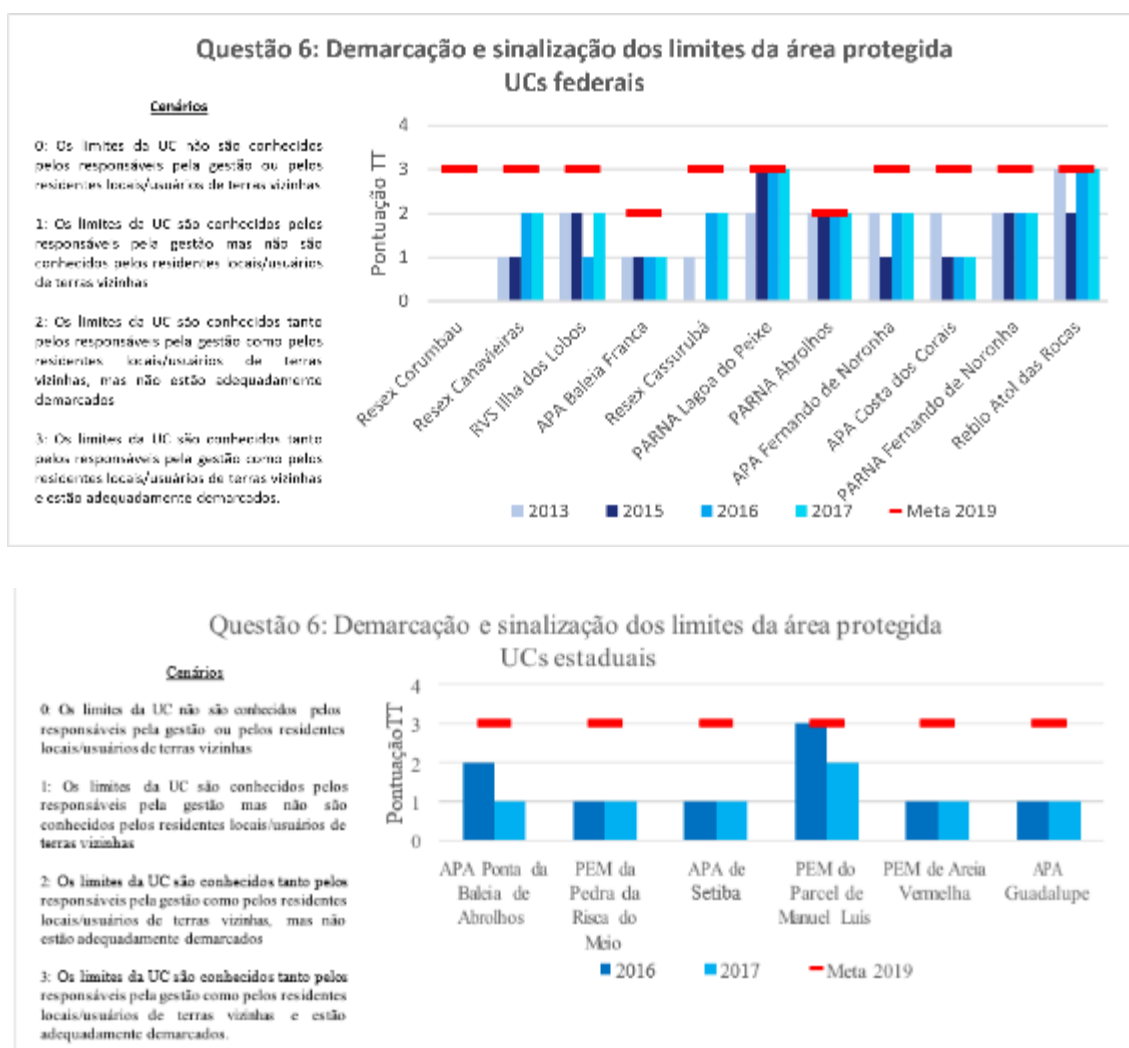 Questão 6: Demarcação e sinalização dos limites da área protegida
UCs federais
Cenários
0: Os limites da UC não são conhecidos
pelos responsáveis pela gestão ou pelos
residentes locais/usuários de terras vizinhas
1: Os limites da UC são conhecidos pelos
responsáveis pela gestão mas não são
conhecidos pelos residentes locais/usuários
de terras vizinhas
2: Os limites da UC são conhecidos tanto
pelos responsáveis pela gestão como pelos
residentes locais/usuários de terras
vizinhas, mas não estão adequadamente
demarcados
3: Os limites da UC são conhecidos tanto
pelos responsáveis pela gestão como pelos
residentes locais/usuários de terras vizinhas
e estão adequadamente demarcados.
Pontuação TT
4
3
2
1
0
Resex Corumbau
Resex Canavieiras
RVS Ilha dos Lobos
APA Baleia Franca
Resex Cassurubá
PARNA Lagoa do Peixe
PARNA Abrolhos
APA Fernando de Noronha
APA Costa dos Corais
PARNA Fernando de Noronha
Rebio Atol das Rocas
2013 2015 2016 2017 Meta 2019
Questão 6: Demarcação e sinalização dos limites da área protegida
UCs estaduais
Cenários
0: Os limites da UC não são conhecidos pelos
responsáveis pela gestão ou pelos residentes
locais/usuários de terras vizinhas
1: Os limites da UC são conhecidos pelos
responsáveis pela gestão mas não são
conhecidos pelos residentes locais/usuários de
terras vizinhas
2: Os limites da UC são conhecidos tanto pelos
responsáveis pela gestão como pelos residentes
locais/usuários de terras vizinhas, mas não
estão adequadamente demarcados
3: Os limites da UC são conhecidos tanto pelos
responsáveis pela gestão como pelos residentes
locais/usuários de terras vizinhas e estão
adequadamente demarcados.
Pontuação TT
4
3
2
1
0
APA Ponta da
Baleia de
Abrolhos
PEM da
Pedra da
Risca do
Meio
APA de
Setiba
PEM do
Parcel de
Manuel Luis
PEM de Areia
Vermelha
APA
Guadalupe
2016 2017 Meta 2019